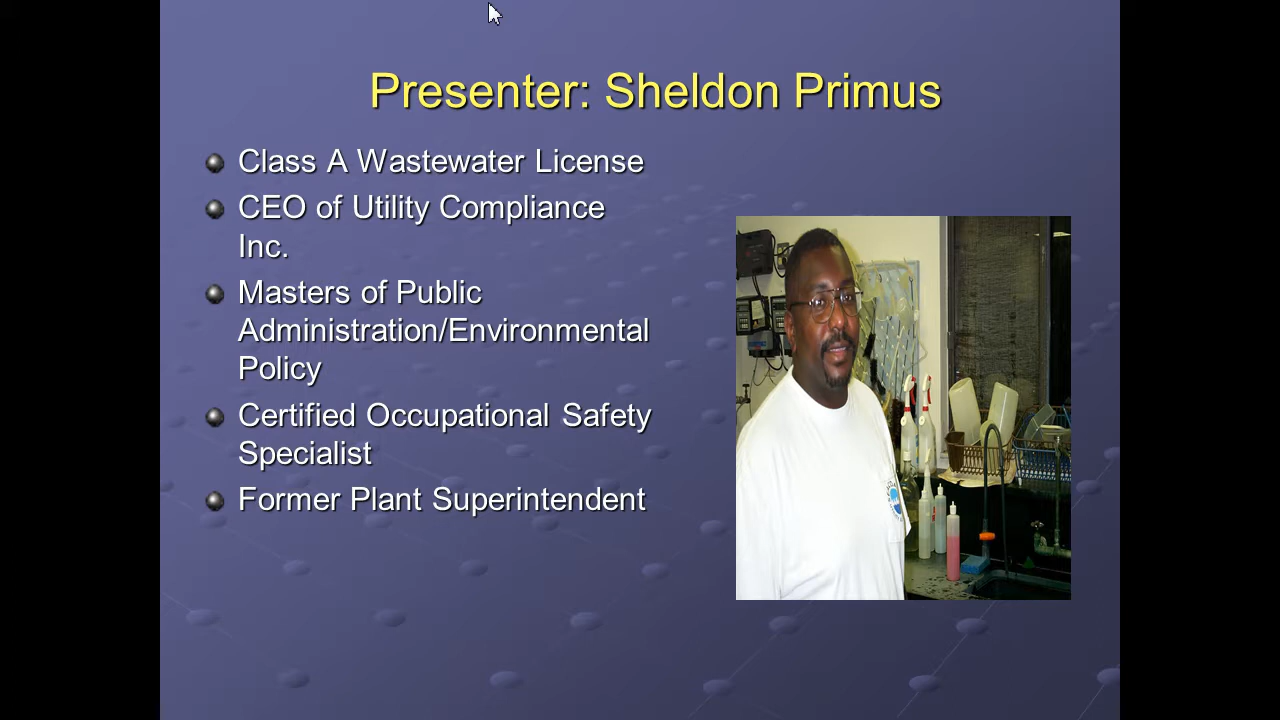 Presenter: Sheldon Primus
Class A Wastewater License
CEO of Utility Compliance
Inc.
Masters of Public
Administration/Environmental
Policy
Certified Occupational Safety
Specialist
Former Plant Superintendent